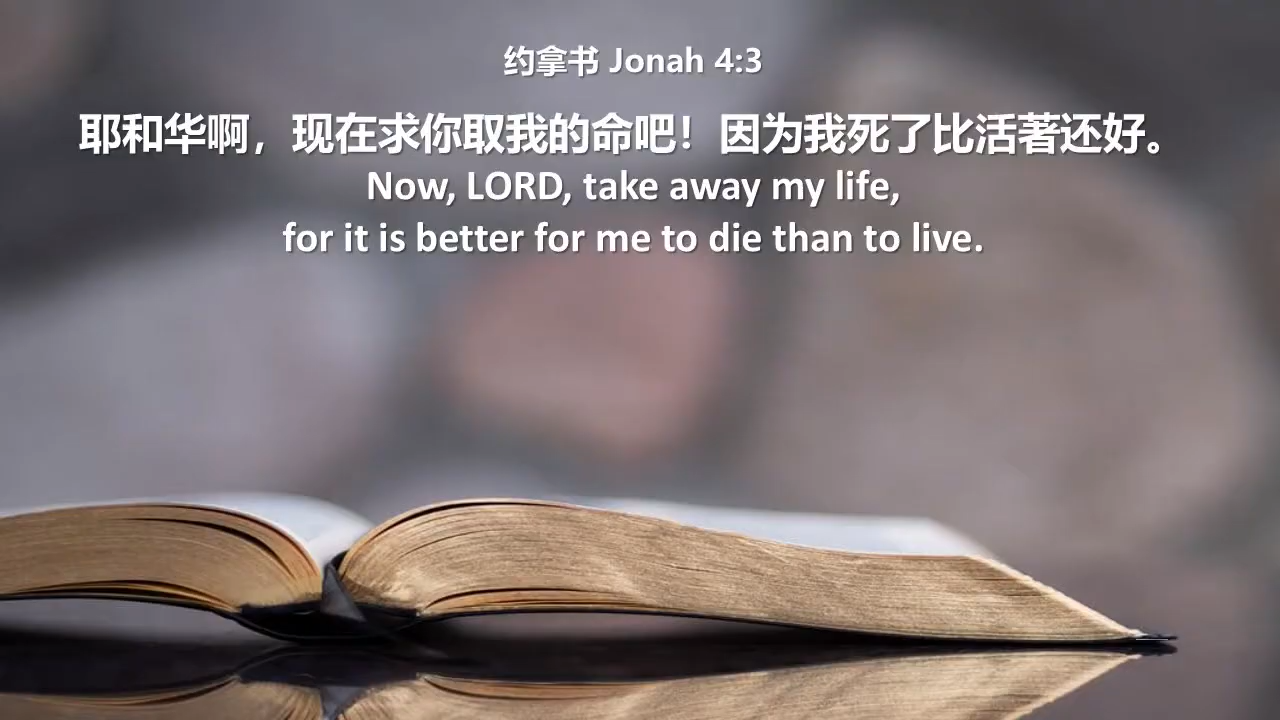 约拿书 Jonah 4:3
耶和华啊，现在求你取我的命吧！因为我死了比活著还好。
Now, LORD, take away my life,
for it is better for me to die than to live.